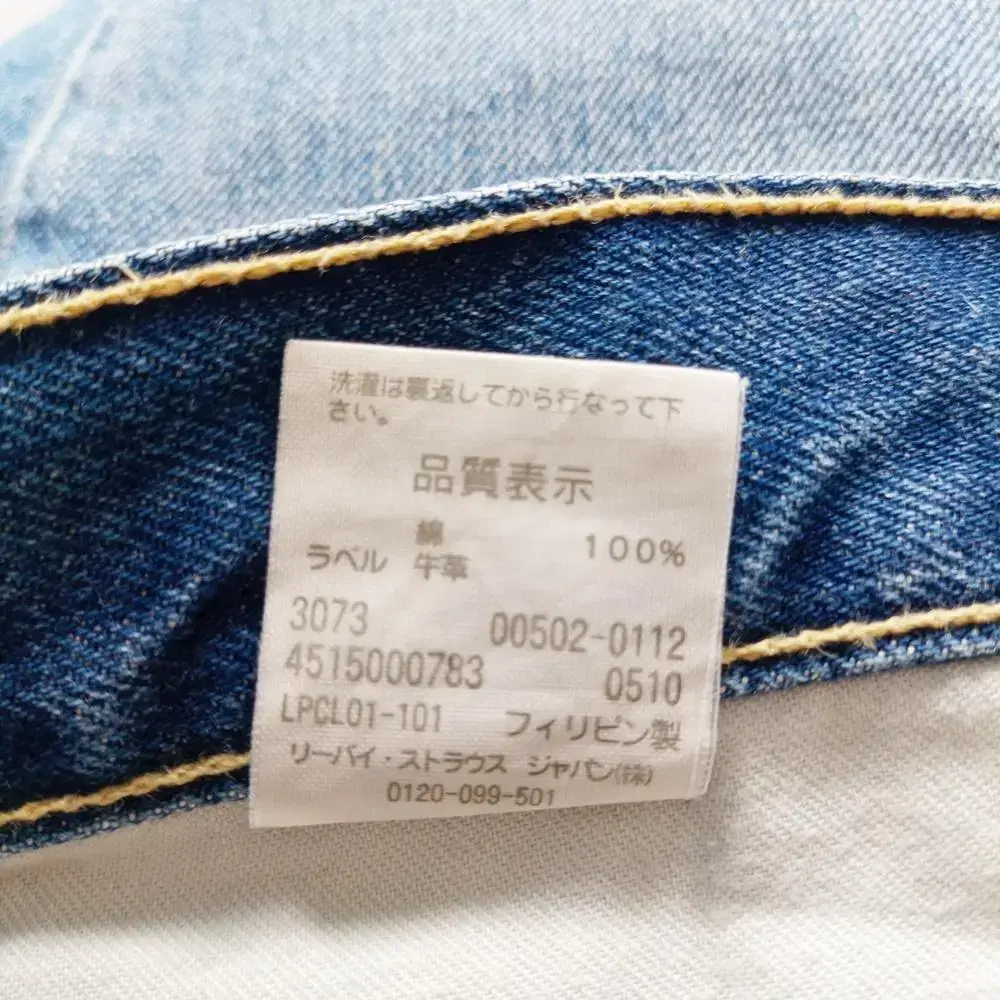 洗濯は裏返してから行なって下
さい。
品質表示
綿 100%
ラベル 牛革
3073 00502-0112
4515000783 0510
LPCL01-101 フィリピン製
リーバイ・ストラウス ジャパン(株)
0120-099-501